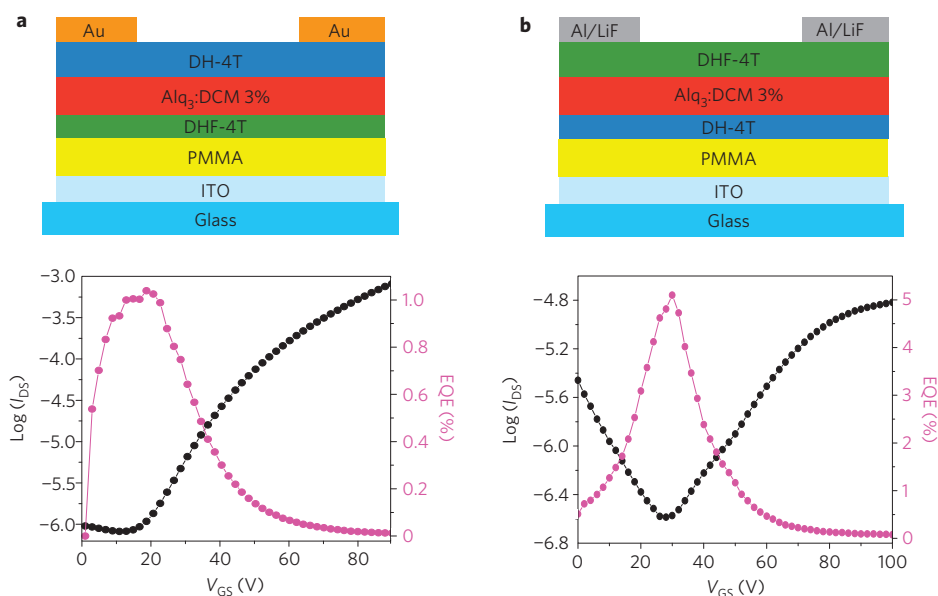 a
Au Au
DH-4T
Alq₃:DCM 3%
DHF-4T
PMMA
ITO
Glass
−3.0
−3.5
−4.0
−4.5
−5.0
−5.5
−6.0
Log (I_DS)
1.0
0.8
0.6
0.4
0.2
0
EQE (%)
0 20 40 60 80
V_GS (V)
b
Al/LiF Al/LiF
DHF-4T
Alq₃:DCM 3%
DH-4T
PMMA
ITO
Glass
−4.8
−5.2
−5.6
−6.0
−6.4
−6.8
Log (I_DS)
5
4
3
2
1
0
EQE (%)
0 20 40 60 80 100
V_GS (V)